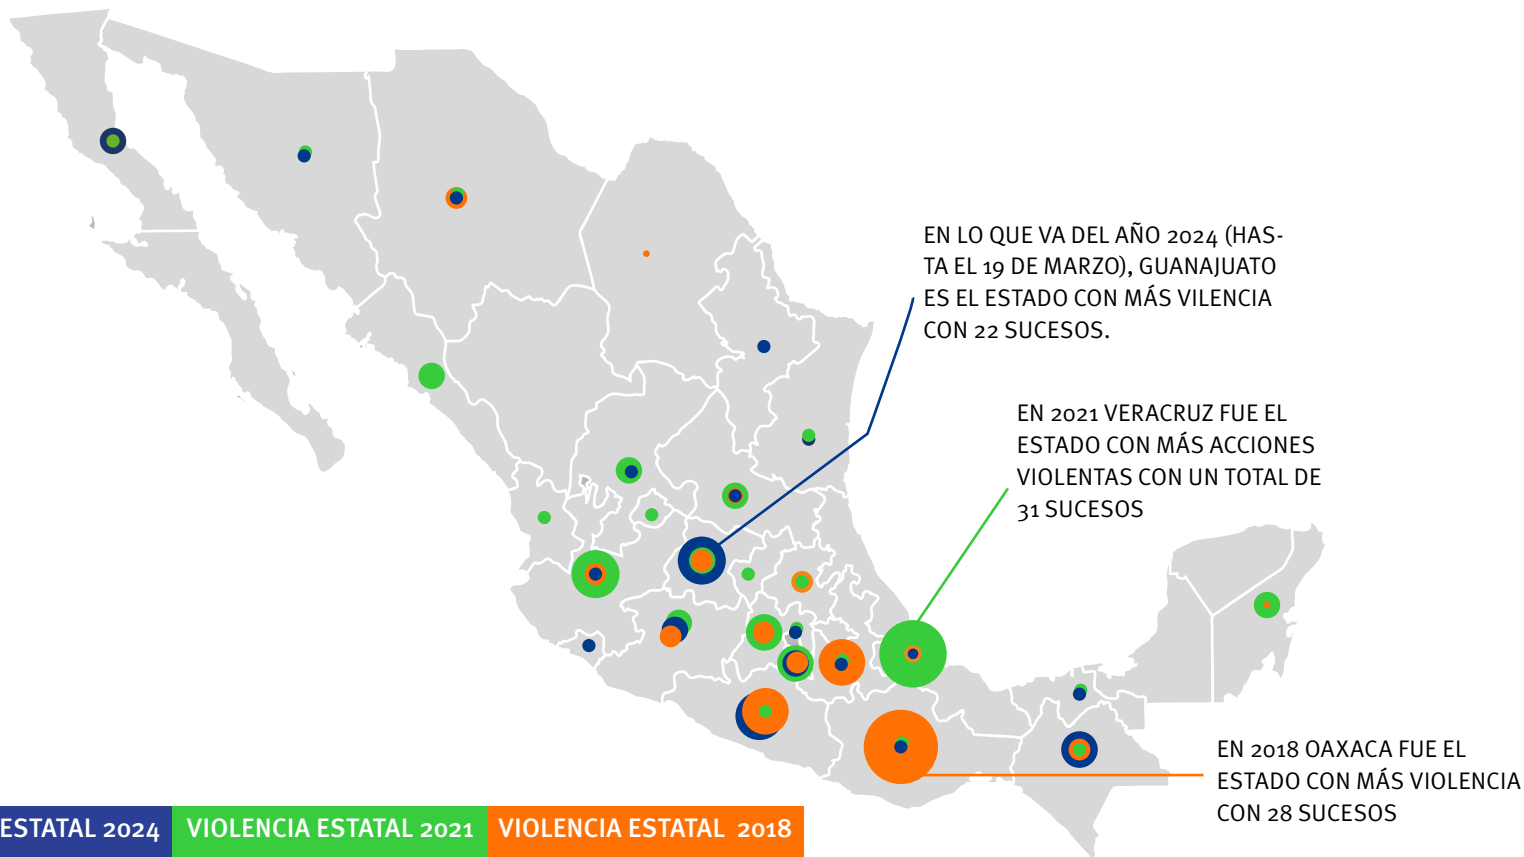 EN LO QUE VA DEL AÑO 2024 (HAS-
TA EL 19 DE MARZO), GUANAJUATO
ES EL ESTADO CON MÁS VILENCIA
CON 22 SUCESOS.
EN 2021 VERACRUZ FUE EL
ESTADO CON MÁS ACCIONES
VIOLENTAS CON UN TOTAL DE
31 SUCESOS
EN 2018 OAXACA FUE EL
ESTADO CON MÁS VIOLENCIA
CON 28 SUCESOS
ESTATAL 2024
VIOLENCIA ESTATAL 2021
VIOLENCIA ESTATAL 2018